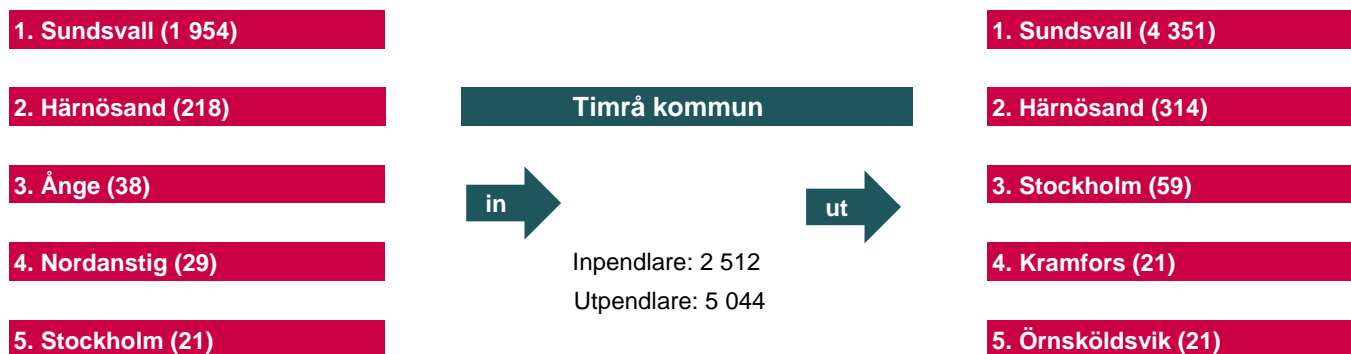 1. Sundsvall (1 954)
2. Härnösand (218)
3. Ånge (38)
4. Nordanstig (29)
5. Stockholm (21)
Timrå kommun
in
ut
Inpendlare: 2 512
Utpendlare: 5 044
1. Sundsvall (4 351)
2. Härnösand (314)
3. Stockholm (59)
4. Kramfors (21)
5. Örnsköldsvik (21)